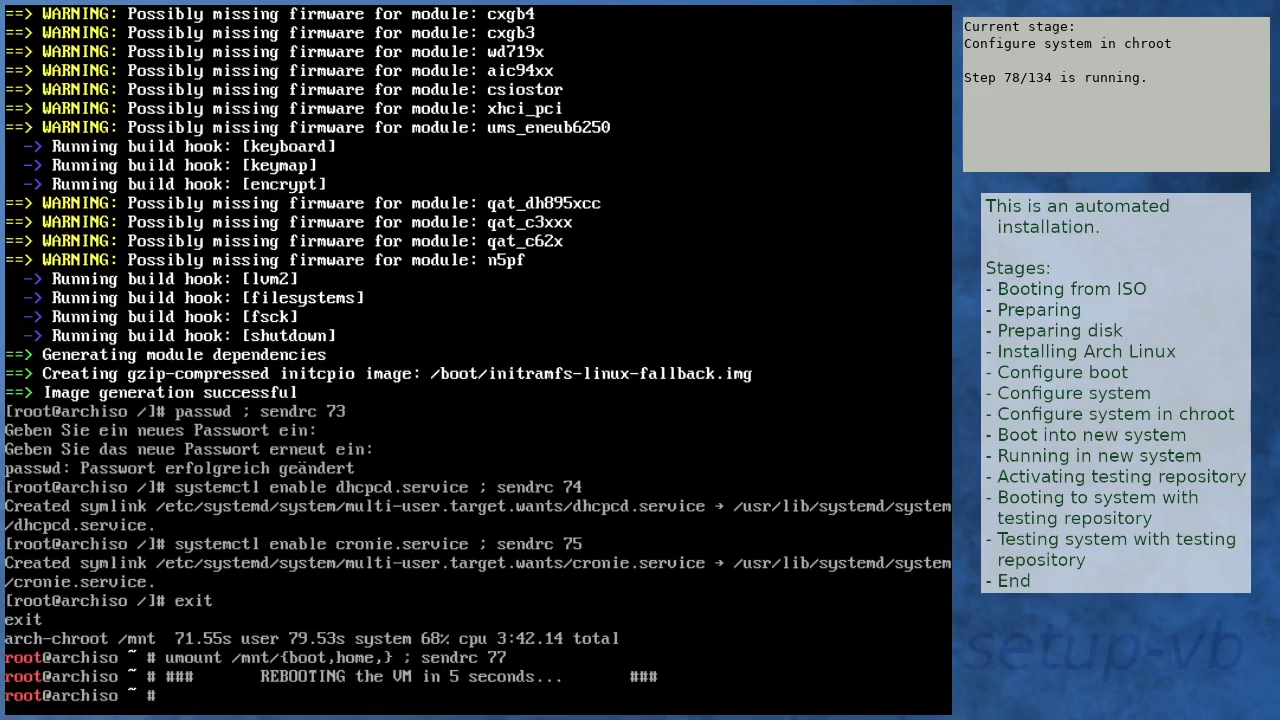 ==> WARNING: Possibly missing firmware for module: cxgb4
==> WARNING: Possibly missing firmware for module: cxgb3
==> WARNING: Possibly missing firmware for module: wd719x
==> WARNING: Possibly missing firmware for module: aic94xx
==> WARNING: Possibly missing firmware for module: csiostor
==> WARNING: Possibly missing firmware for module: xhci_pci
==> WARNING: Possibly missing firmware for module: ums_eneub6250
  -> Running build hook: [keyboard]
  -> Running build hook: [keymap]
  -> Running build hook: [encrypt]
==> WARNING: Possibly missing firmware for module: qat_dh895xcc
==> WARNING: Possibly missing firmware for module: qat_c3xxx
==> WARNING: Possibly missing firmware for module: qat_c62x
==> WARNING: Possibly missing firmware for module: n5pf
  -> Running build hook: [lvm2]
  -> Running build hook: [filesystems]
  -> Running build hook: [fsck]
  -> Running build hook: [shutdown]
==> Generating module dependencies
==> Creating gzip-compressed initcpio image: /boot/initramfs-linux-fallback.img
==> Image generation successful
[root@archiso /]# passwd ; sendrc 73
Geben Sie ein neues Passwort ein:
Geben Sie das neue Passwort erneut ein:
passwd: Passwort erfolgreich geändert
[root@archiso /]# systemctl enable dhcpcd.service ; sendrc 74
Created symlink /etc/systemd/system/multi-user.target.wants/dhcpcd.service → /usr/lib/systemd/system
/dhcpcd.service.
[root@archiso /]# systemctl enable cronie.service ; sendrc 75
Created symlink /etc/systemd/system/multi-user.target.wants/cronie.service → /usr/lib/systemd/system
/cronie.service.
[root@archiso /]# exit
exit
arch-chroot /mnt  71.55s user 79.53s system 68% cpu 3:42.14 total
root@archiso ~ # umount /mnt/{boot,home,} ; sendrc 77
root@archiso ~ # ###       REBOOTING the VM in 5 seconds...       ###
root@archiso ~ #
Current stage:
Configure system in chroot
Step 78/134 is running.
This is an automated
installation.
Stages:
- Booting from ISO
- Preparing
- Preparing disk
- Installing Arch Linux
- Configure boot
- Configure system
- Configure system in chroot
- Boot into new system
- Running in new system
- Activating testing repository
- Booting to system with
testing repository
- Testing system with testing
repository
- End
-setup-vb